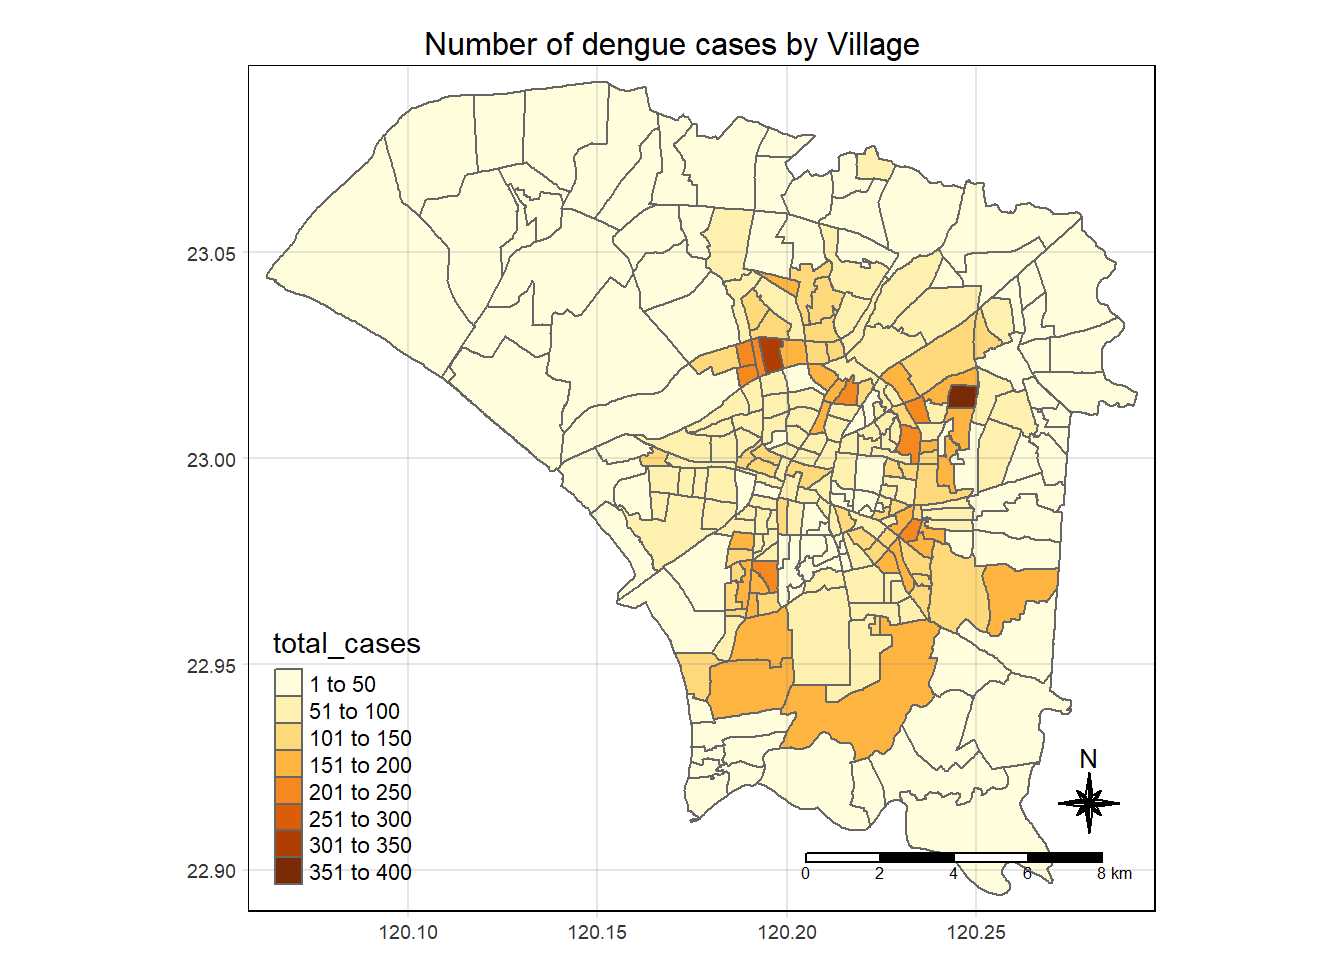 Number of dengue cases by Village
23.05
23.00
22.95
22.90
total_cases
1 to 50
51 to 100
101 to 150
151 to 200
201 to 250
251 to 300
301 to 350
351 to 400
N
0 2 4 6 8 km
120.10 120.15 120.20 120.25